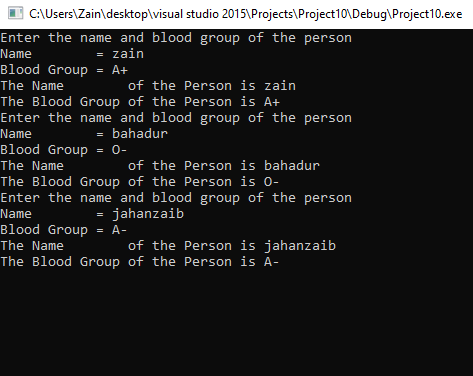 C:\Users\Zain\desktop\visual studio 2015\Projects\Project10\Debug\Project10.exe
Enter the name and blood group of the person
Name        = zain
Blood Group = A+
The Name        of the Person is zain
The Blood Group of the Person is A+
Enter the name and blood group of the person
Name        = bahadur
Blood Group = O-
The Name        of the Person is bahadur
The Blood Group of the Person is O-
Enter the name and blood group of the person
Name        = jahanzaib
Blood Group = A-
The Name        of the Person is jahanzaib
The Blood Group of the Person is A-